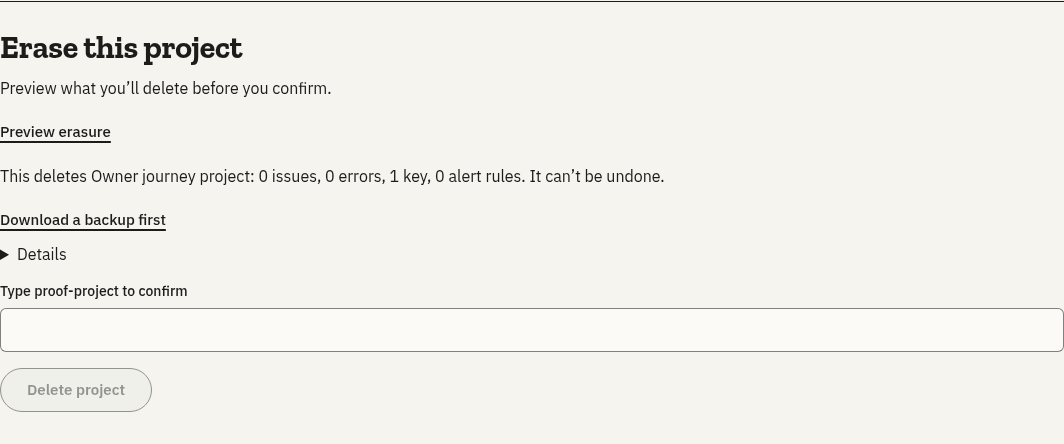 Erase this project
Preview what you’ll delete before you confirm.
Preview erasure
This deletes Owner journey project: 0 issues, 0 errors, 1 key, 0 alert rules. It can’t be undone.
Download a backup first
Details
Type proof-project to confirm
Delete project